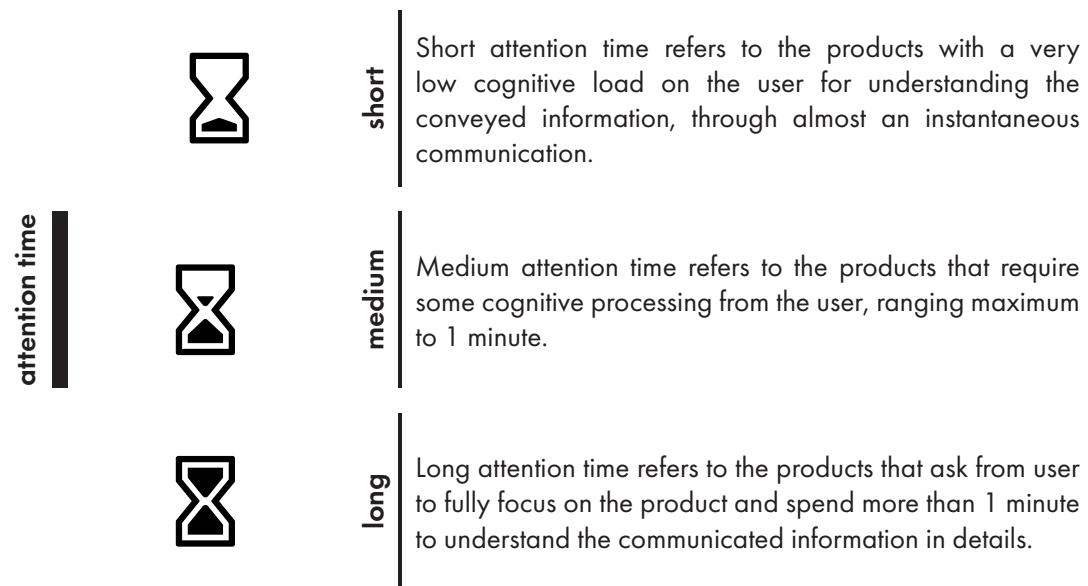 attention time
short
Short attention time refers to the products with a very
low cognitive load on the user for understanding the
conveyed information, through almost an instantaneous
communication.
medium
Medium attention time refers to the products that require
some cognitive processing from the user, ranging maximum
to 1 minute.
long
Long attention time refers to the products that ask from user
to fully focus on the product and spend more than 1 minute
to understand the communicated information in details.